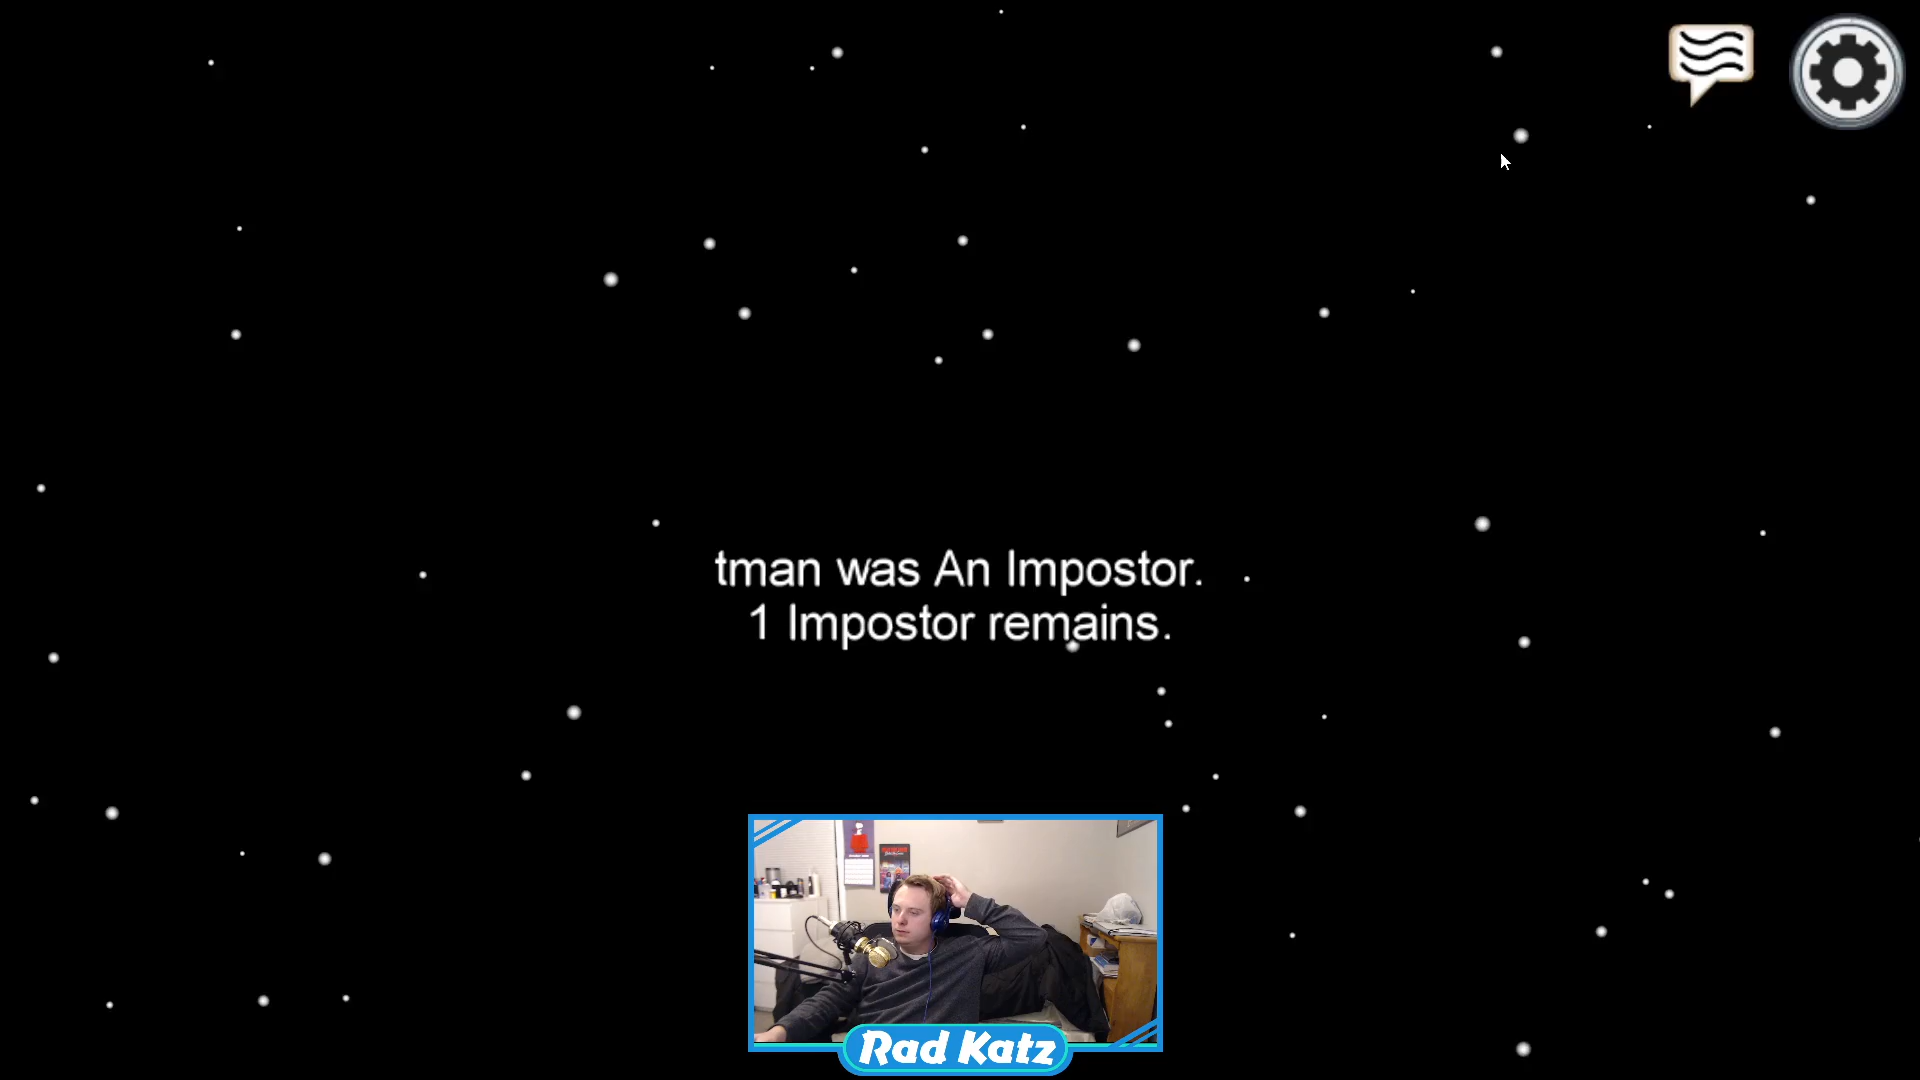 tman was An Impostor.
1 Impostor remains.
Rad Katz